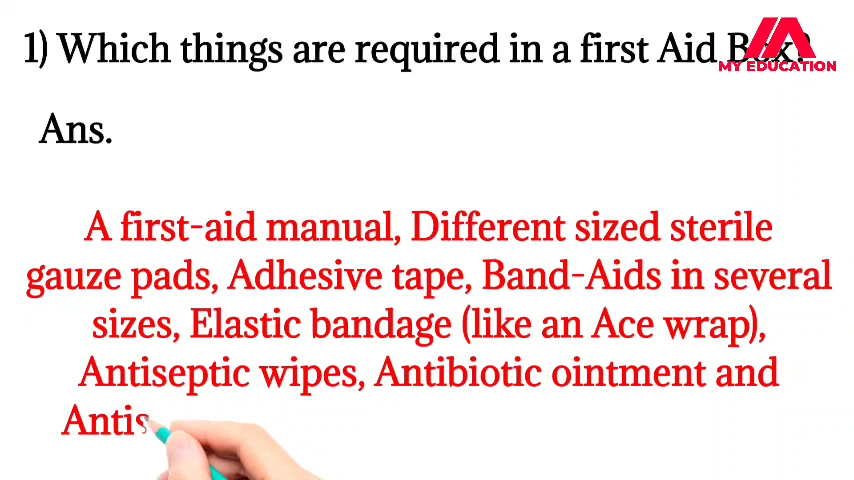 1) Which things are required in a first Aid Box?
MY EDUCATION
Ans.
A first-aid manual, Different sized sterile
gauze pads, Adhesive tape, Band-Aids in several
sizes, Elastic bandage (like an Ace wrap),
Antiseptic wipes, Antibiotic ointment and
Antis